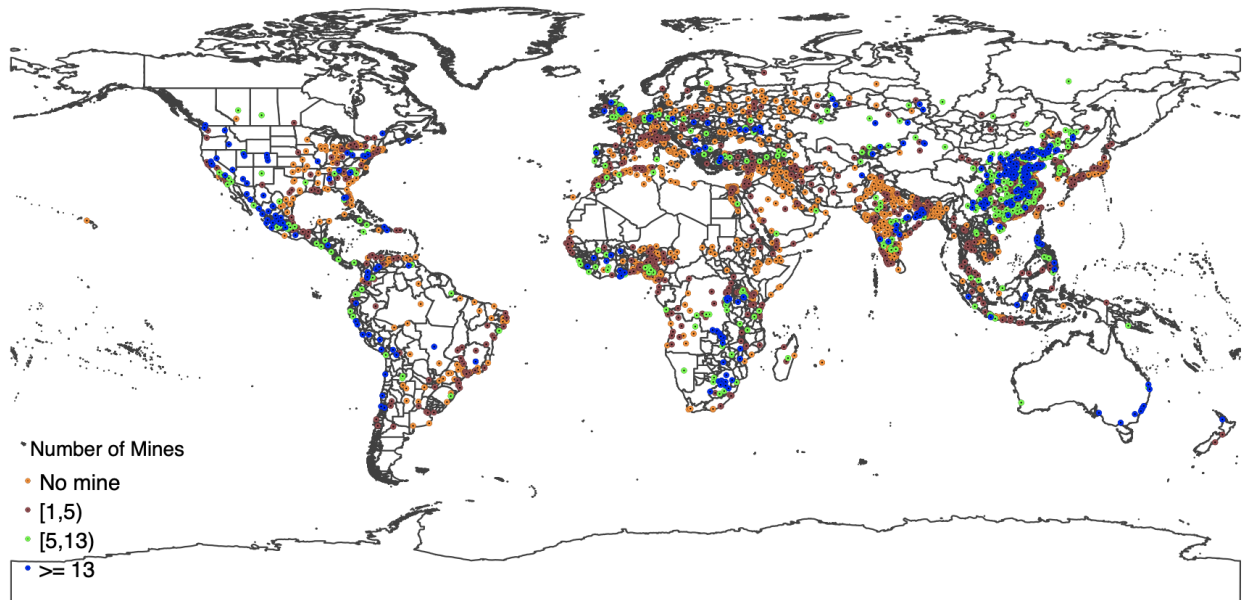 Number of Mines
No mine
[1,5)
[5,13)
>= 13